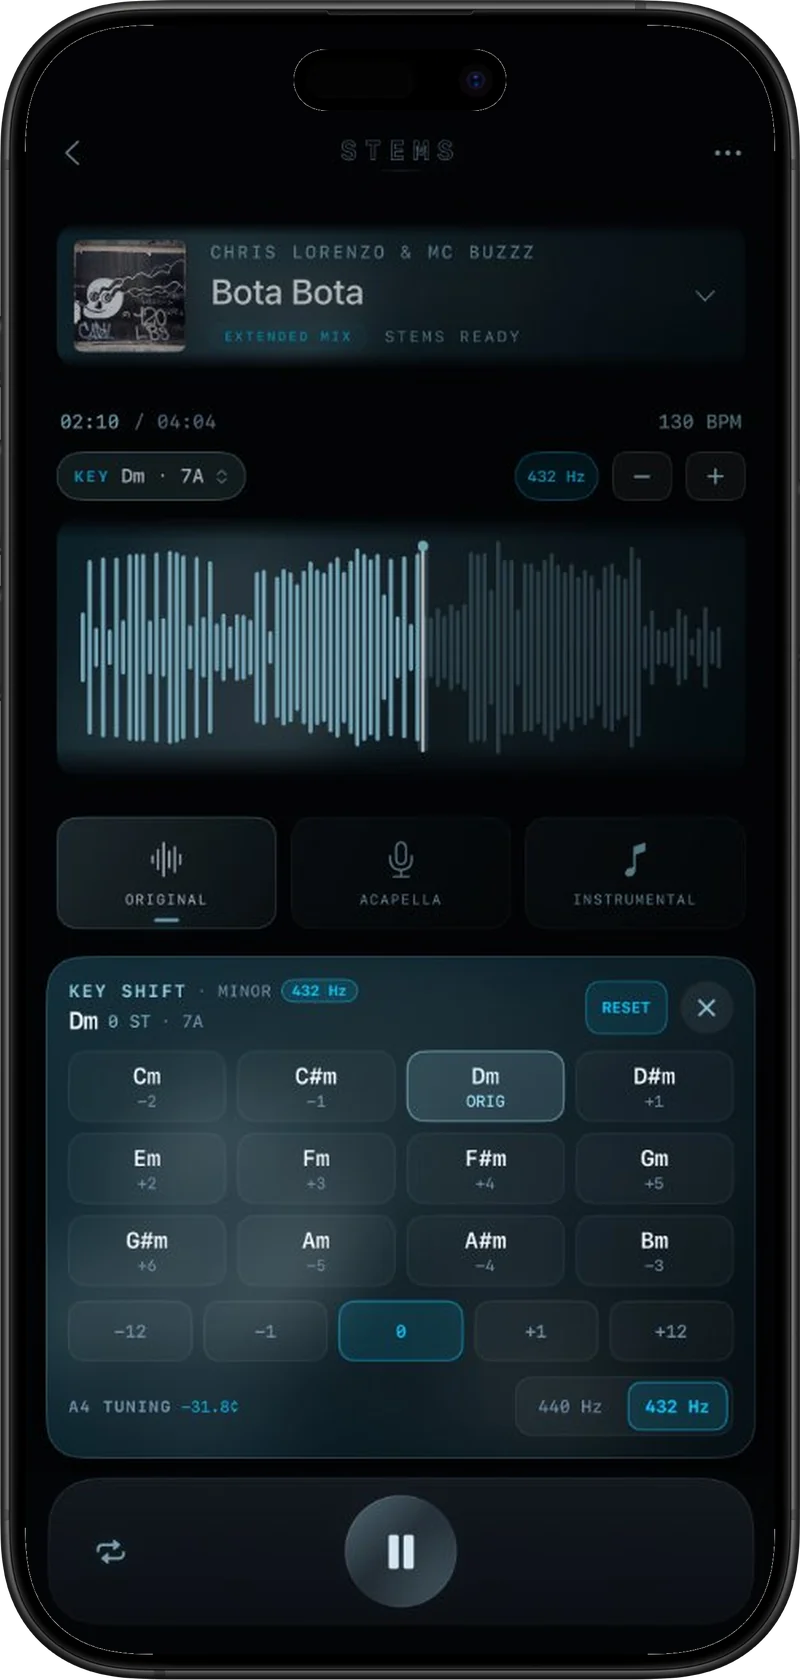 STEMS
CHRIS LORENZO & MC BUZZZ
Bota Bota
EXTENDED MIX STEMS READY
02:10 / 04:04 130 BPM
KEY Dm · 7A 432 Hz − +
ORIGINAL ACAPELLA INSTRUMENTAL
KEY SHIFT · MINOR 432 Hz
RESET
Dm 0 ST · 7A
Cm C#m Dm D#m
−2 −1 ORIG +1
Em Fm F#m Gm
+2 +3 +4 +5
G#m Am A#m Bm
+6 −5 −4 −3
−12 −1 0 +1 +12
A4 TUNING −31.8¢ 440 Hz 432 Hz